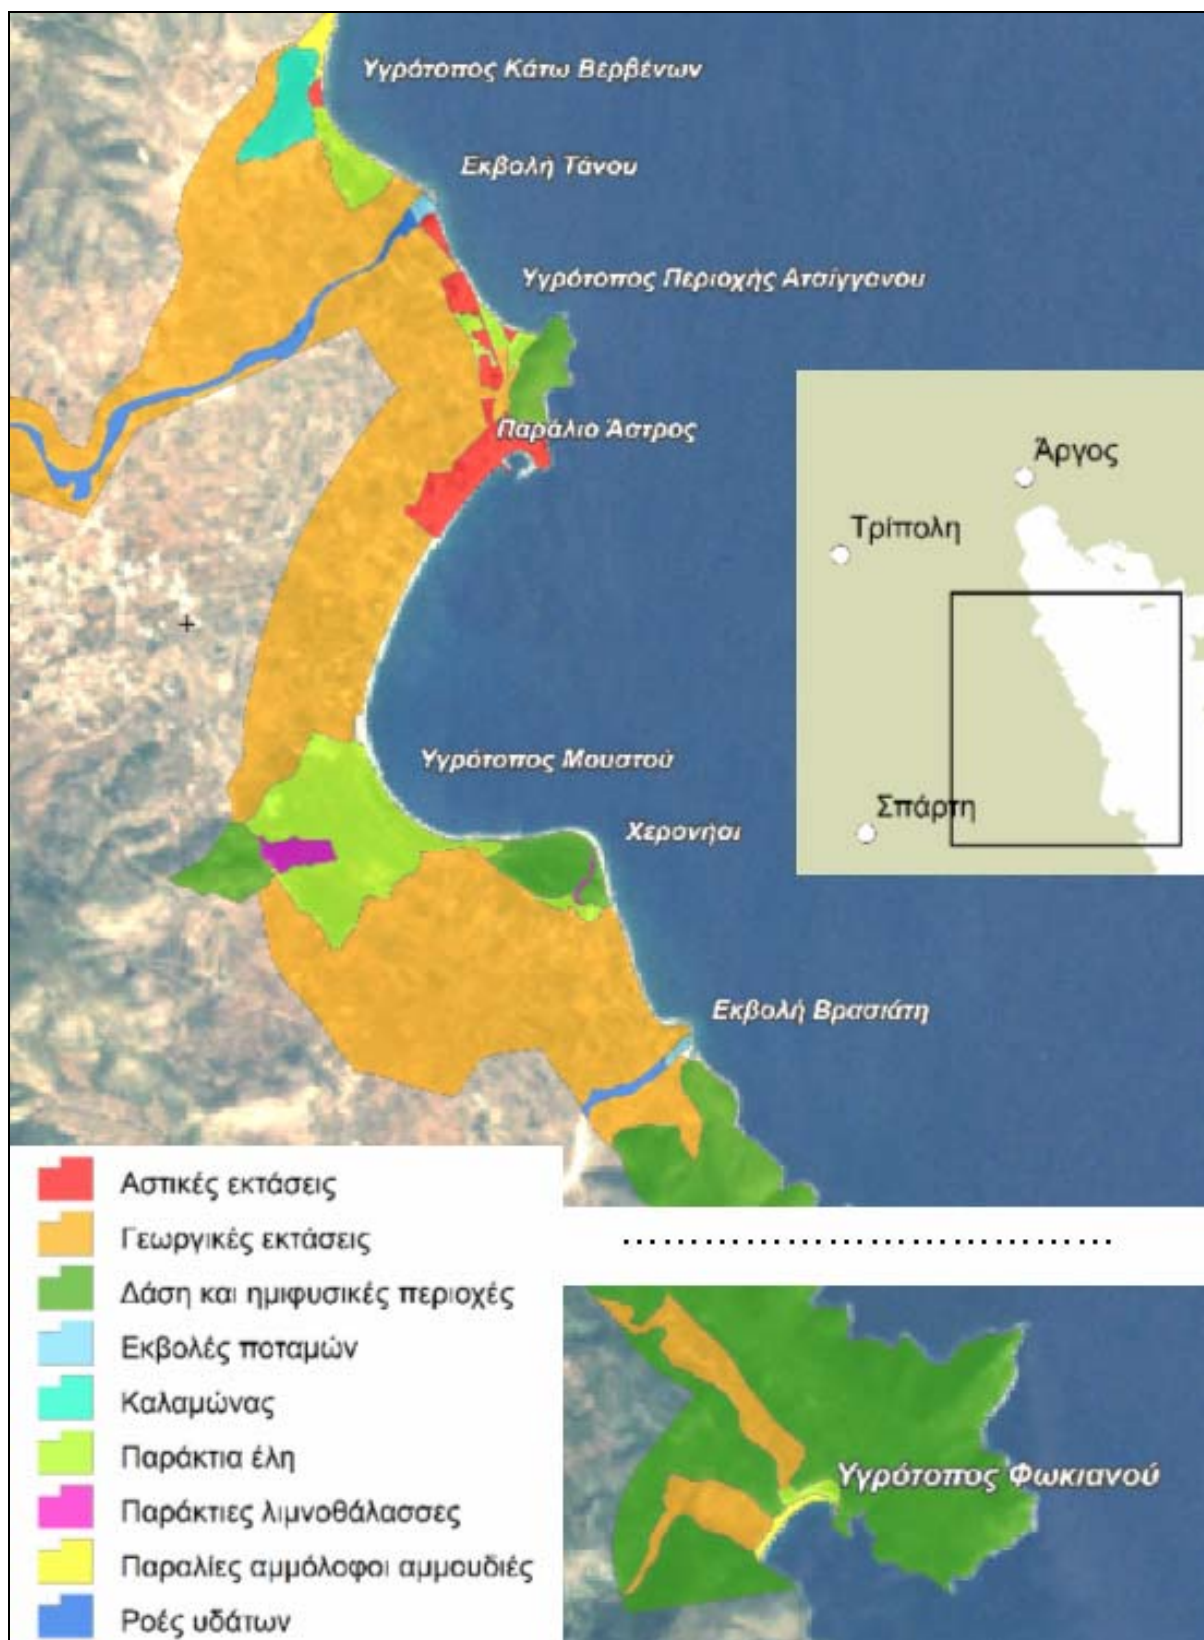 Υγρότοπος Κάτω Βερβένων
Εκβολή Τάνου
Υγρότοπος Περιοχής Ατσίγγανου
Παράλιο Άστρος
Άργος
Τρίπολη
Σπάρτη
Υγρότοπος Μουστού
Χερονήσι
Εκβολή Βρασιάτη
Αστικές εκτάσεις
Γεωργικές εκτάσεις
Δάση και ημιφυσικές περιοχές
Εκβολές ποταμών
Καλαμώνας
Παράκτια έλη
Παράκτιες λιμνοθάλασσες
Παραλίες αμμόλοφοι αμμουδιές
Ροές υδάτων
Υγρότοπος Φωκιανού